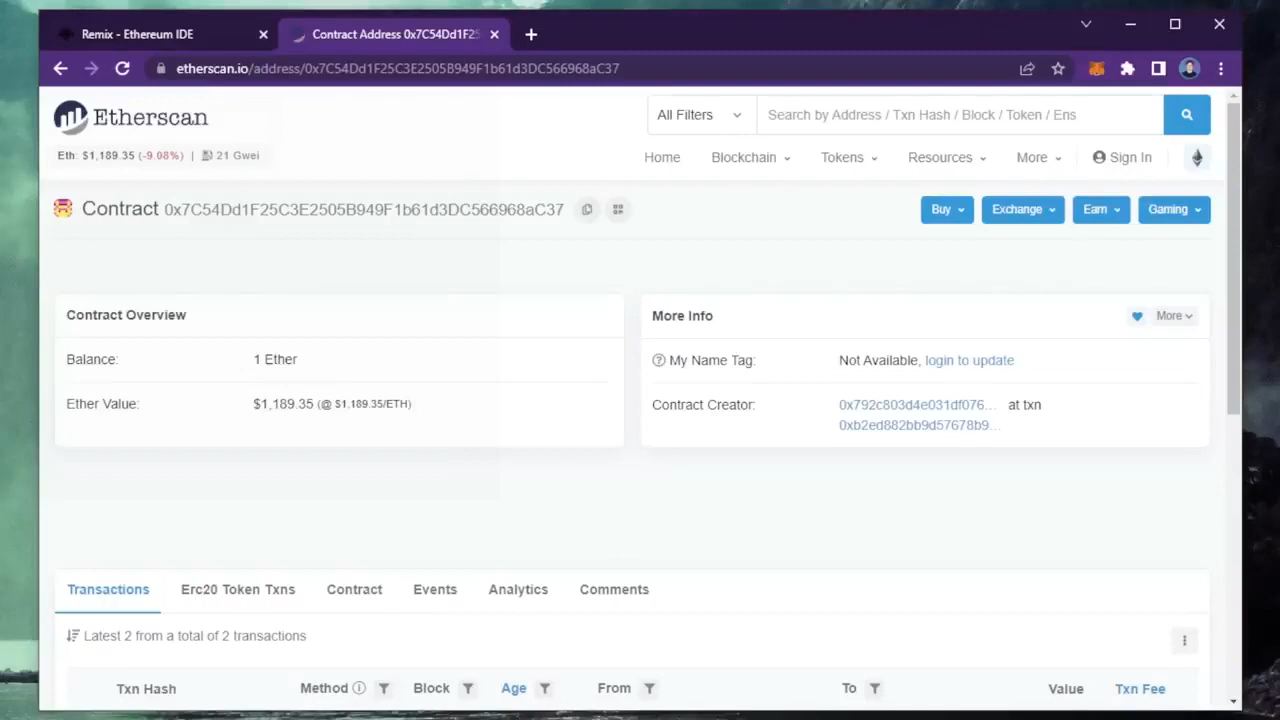 Remix - Ethereum IDE
Contract Address 0x7C54Dd1F25
etherscan.io/address/0x7C54Dd1F25C3E2505B949F1b61d3DC566968aC37
Etherscan
All Filters
Search by Address / Txn Hash / Block / Token / Ens
Eth: $1,189.35 (-9.08%) | 21 Gwei
Home Blockchain Tokens Resources More Sign In
Contract 0x7C54Dd1F25C3E2505B949F1b61d3DC566968aC37
Buy Exchange Earn Gaming
Contract Overview
Balance: 1 Ether
Ether Value: $1,189.35 (@ $1,189.35/ETH)
More Info
More
My Name Tag: Not Available, login to update
Contract Creator: 0x792c803d4e031df076... at txn
0xb2ed882bb9d57678b9...
Transactions Erc20 Token Txns Contract Events Analytics Comments
Latest 2 from a total of 2 transactions
Txn Hash Method Block Age From To Value Txn Fee